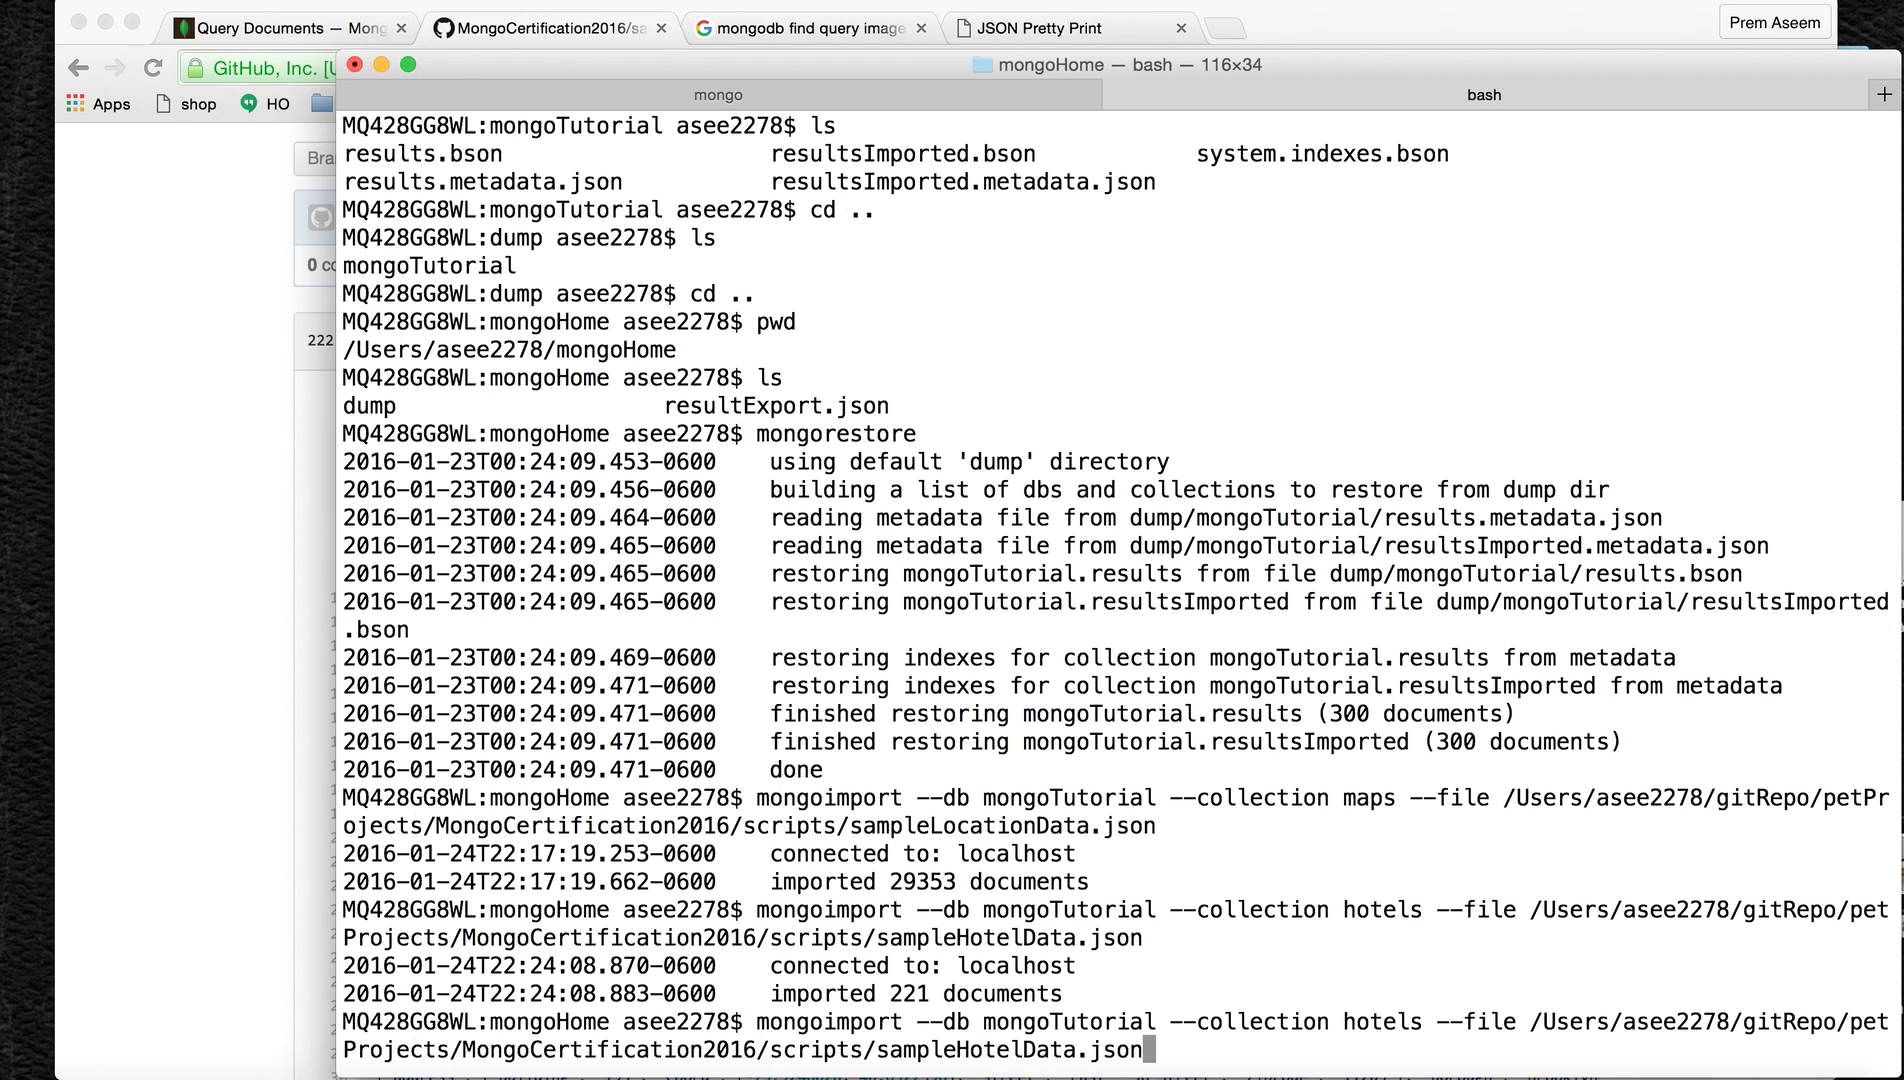 Query Documents — Mong
MongoCertification2016/sa
mongodb find query image
JSON Pretty Print
Prem Aseem
GitHub, Inc. [U
mongoHome — bash — 116×34
Apps
shop
HO
mongo
bash
Bra
0 co
222
MQ428GG8WL:mongoTutorial asee2278$ ls
results.bson resultsImported.bson system.indexes.bson
results.metadata.json resultsImported.metadata.json
MQ428GG8WL:mongoTutorial asee2278$ cd ..
MQ428GG8WL:dump asee2278$ ls
mongoTutorial
MQ428GG8WL:dump asee2278$ cd ..
MQ428GG8WL:mongoHome asee2278$ pwd
/Users/asee2278/mongoHome
MQ428GG8WL:mongoHome asee2278$ ls
dump resultExport.json
MQ428GG8WL:mongoHome asee2278$ mongorestore
2016-01-23T00:24:09.453-0600 using default 'dump' directory
2016-01-23T00:24:09.456-0600 building a list of dbs and collections to restore from dump dir
2016-01-23T00:24:09.464-0600 reading metadata file from dump/mongoTutorial/results.metadata.json
2016-01-23T00:24:09.465-0600 reading metadata file from dump/mongoTutorial/resultsImported.metadata.json
2016-01-23T00:24:09.465-0600 restoring mongoTutorial.results from file dump/mongoTutorial/results.bson
2016-01-23T00:24:09.465-0600 restoring mongoTutorial.resultsImported from file dump/mongoTutorial/resultsImported
.bson
2016-01-23T00:24:09.469-0600 restoring indexes for collection mongoTutorial.results from metadata
2016-01-23T00:24:09.471-0600 restoring indexes for collection mongoTutorial.resultsImported from metadata
2016-01-23T00:24:09.471-0600 finished restoring mongoTutorial.results (300 documents)
2016-01-23T00:24:09.471-0600 finished restoring mongoTutorial.resultsImported (300 documents)
2016-01-23T00:24:09.471-0600 done
MQ428GG8WL:mongoHome asee2278$ mongoimport --db mongoTutorial --collection maps --file /Users/asee2278/gitRepo/petPr
ojects/MongoCertification2016/scripts/sampleLocationData.json
2016-01-24T22:17:19.253-0600 connected to: localhost
2016-01-24T22:17:19.662-0600 imported 29353 documents
MQ428GG8WL:mongoHome asee2278$ mongoimport --db mongoTutorial --collection hotels --file /Users/asee2278/gitRepo/pet
Projects/MongoCertification2016/scripts/sampleHotelData.json
2016-01-24T22:24:08.870-0600 connected to: localhost
2016-01-24T22:24:08.883-0600 imported 221 documents
MQ428GG8WL:mongoHome asee2278$ mongoimport --db mongoTutorial --collection hotels --file /Users/asee2278/gitRepo/pet
Projects/MongoCertification2016/scripts/sampleHotelData.json